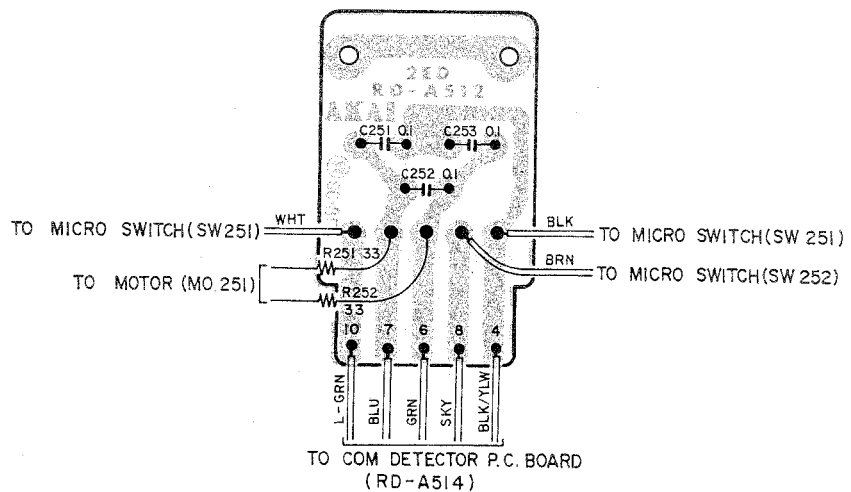 2ED
RD-A512
AKAI
C251 0.1
C253 0.1
C252 0.1
TO MICRO SWITCH(SW251)
WHT
BLK
TO MICRO SWITCH(SW 251)
R251 33
BRN
TO MICRO SWITCH(SW 252)
TO MOTOR (MO. 251)
R252
33
10 7 6 8 4
L-GRN
BLU
GRN
SKY
BLK/YLW
TO COM DETECTOR P.C. BOARD
(RD-A514)